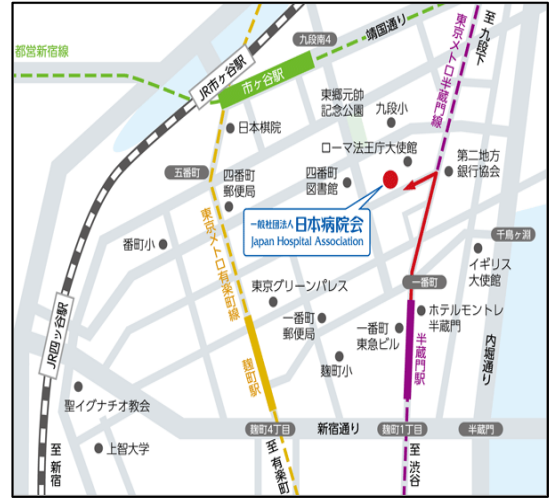 九段南4
靖国通り
至 九段下
都営新宿線
JR市ヶ谷駅
市ヶ谷駅
東京メトロ半蔵門線
東郷元帥
記念公園
九段小
日本棋院
ローマ法王庁大使館
第二地方
銀行協会
五番町
四番町
郵便局
四番町
図書館
一般社団法人 日本病院会
Japan Hospital Association
番町小
東京メトロ有楽町線
千鳥ヶ淵
イギリス
大使館
東京グリーンパレス
一番町
一番町
郵便局
ホテルモントレ
半蔵門
一番町
東急ビル
半蔵門駅
内堀通り
JR四ッ谷駅
麹町駅
麹町小
聖イグナチオ教会
麹町4丁目
新宿通り
麹町1丁目
半蔵門
上智大学
至 新宿
至 有楽町
至 渋谷